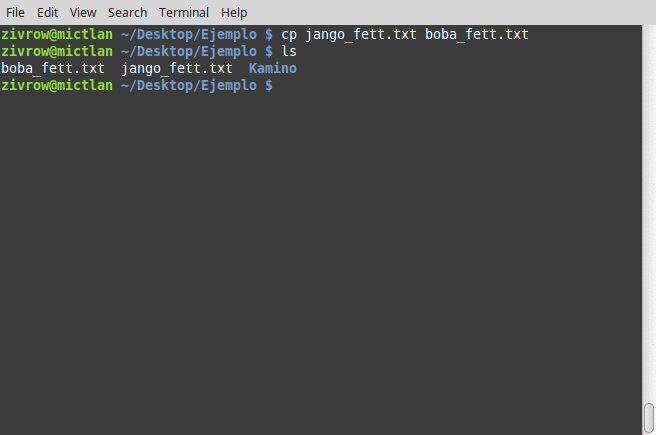 File Edit View Search Terminal Help
zivrow@mictlan ~/Desktop/Ejemplo $ cp jango_fett.txt boba_fett.txt
zivrow@mictlan ~/Desktop/Ejemplo $ ls
boba_fett.txt  jango_fett.txt  Kamino
zivrow@mictlan ~/Desktop/Ejemplo $